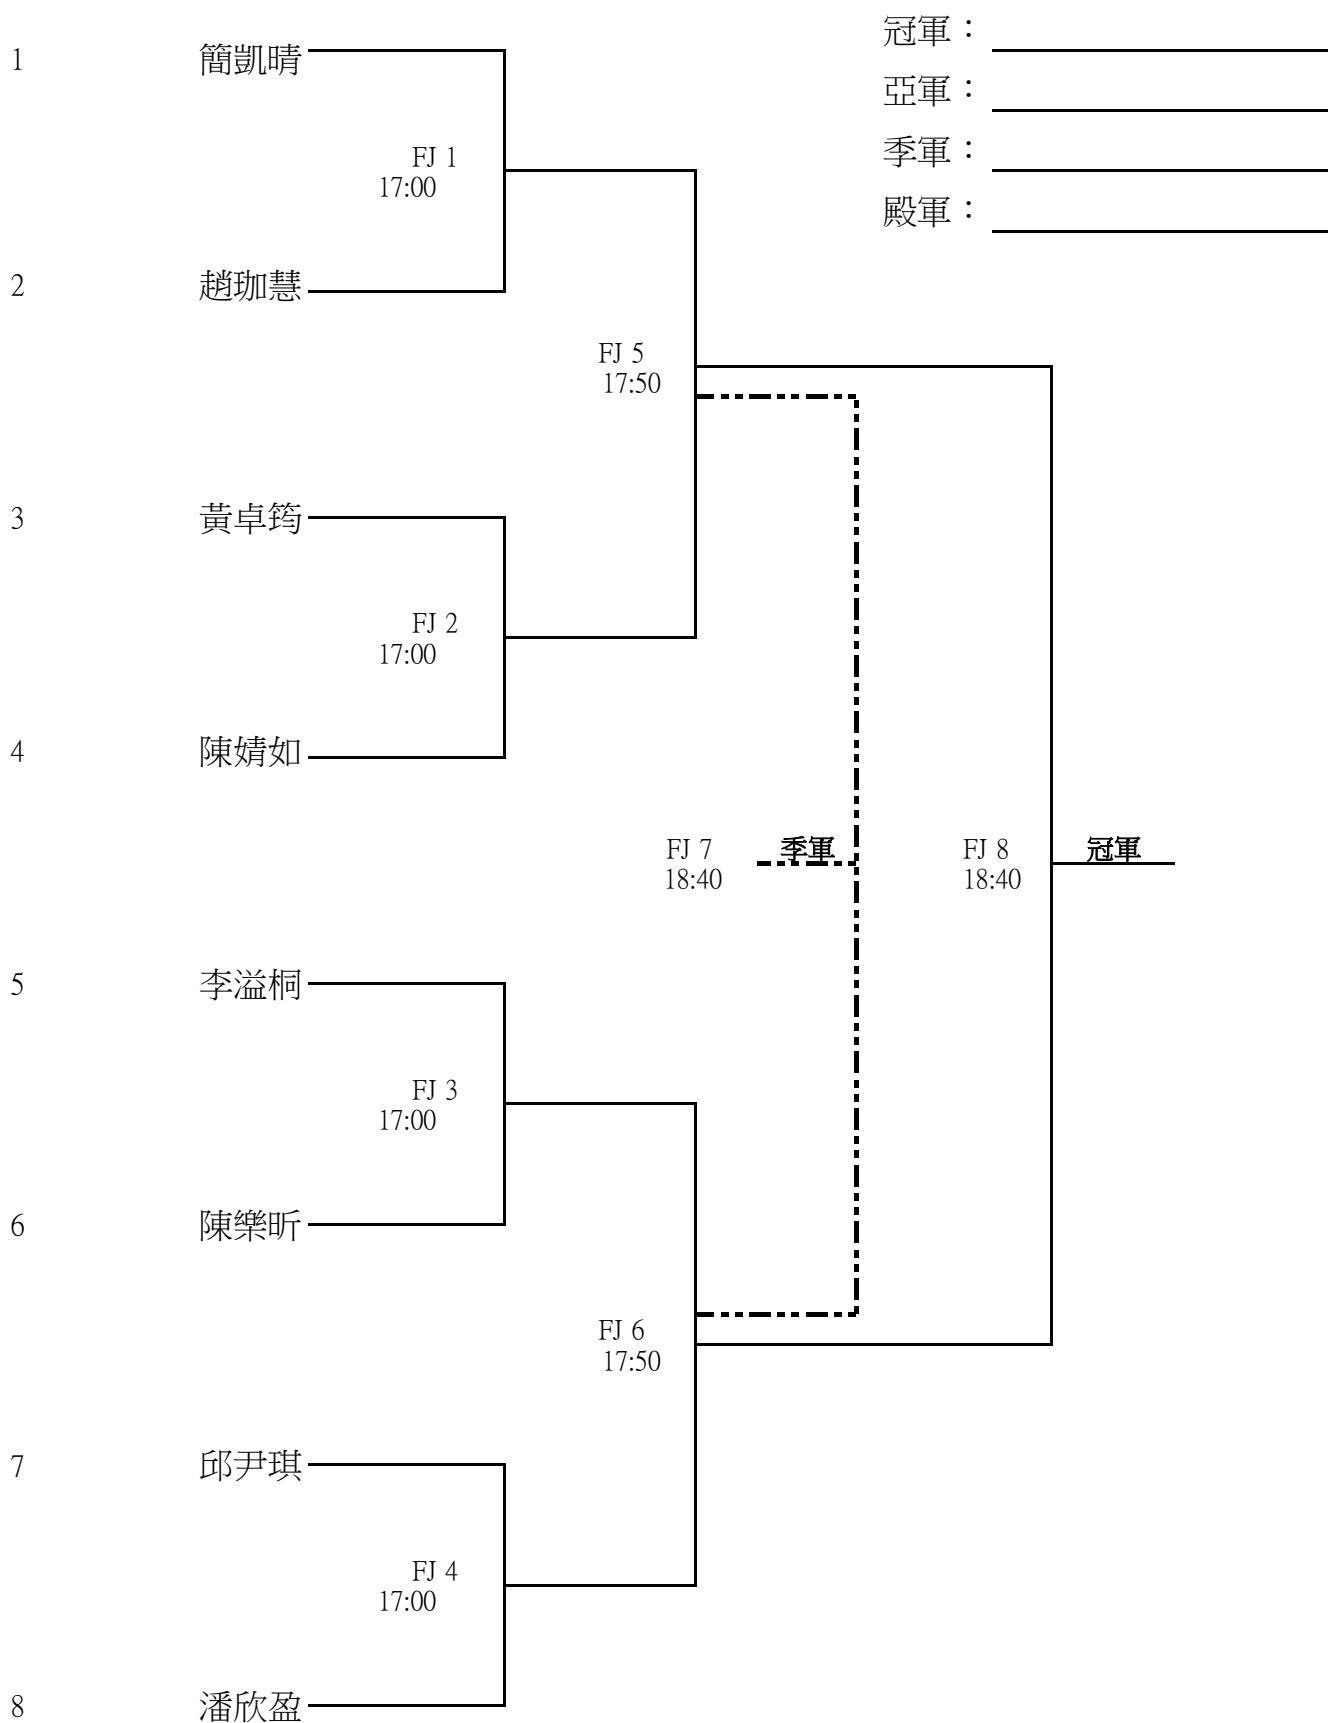 冠軍：
1 簡凱晴
亞軍：
季軍：
FJ 1
17:00
殿軍：
2 趙珈慧
FJ 5
17:50
3 黃卓筠
FJ 2
17:00
4 陳婧如
FJ 7 季軍 FJ 8 冠軍
18:40 18:40
5 李溢桐
FJ 3
17:00
6 陳樂昕
FJ 6
17:50
7 邱尹琪
FJ 4
17:00
8 潘欣盈